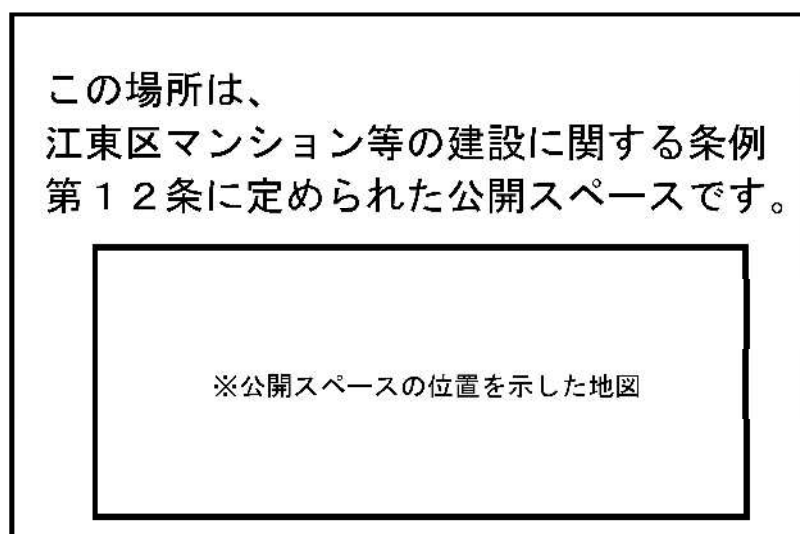 この場所は、
江東区マンション等の建設に関する条例
第１２条に定められた公開スペースです。
※公開スペースの位置を示した地図